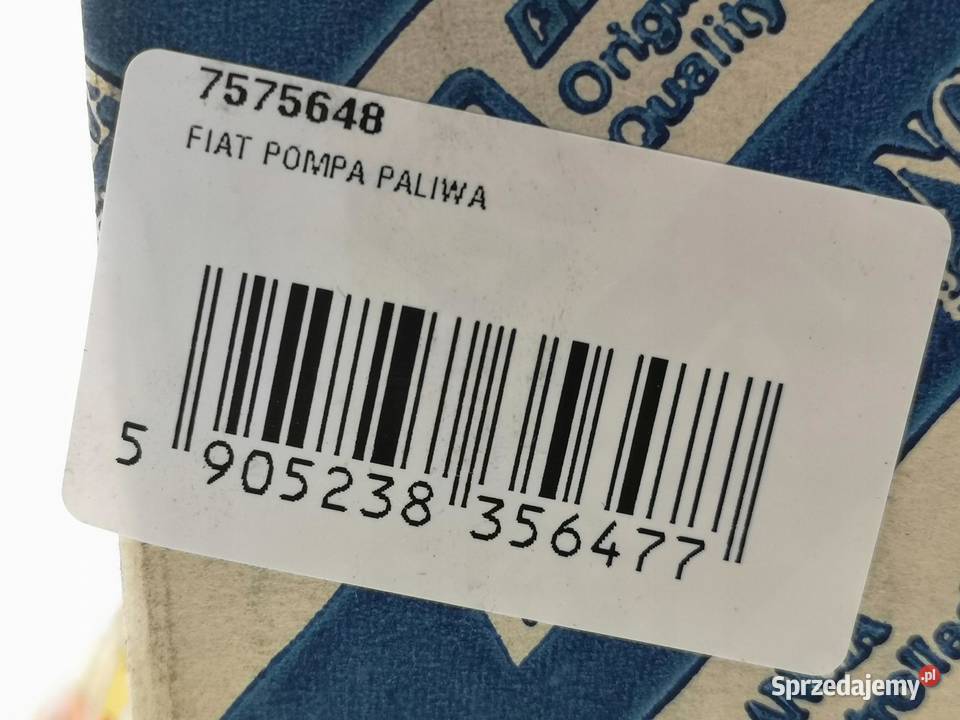 Original
Quality
7575648
FIAT POMPA PALIWA
5 905238 356477
Sprzedajemy.pl